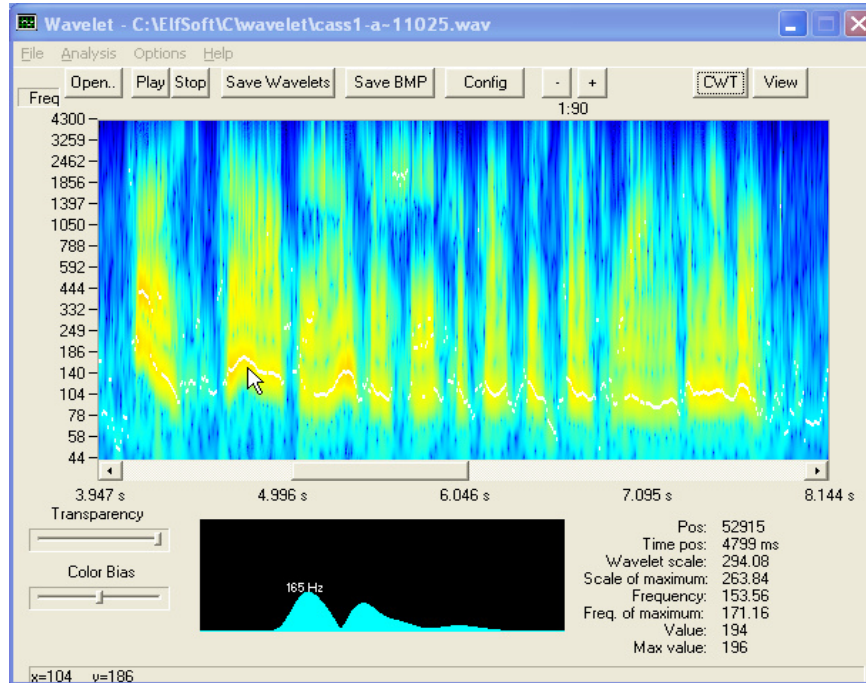 Wavelet - C:\ElfSoft\C\wavelet\cass1-a~11025.wav
File Analysis Options Help
Open.. Play Stop Save Wavelets Save BMP Config - + CWT View
Freq
1:90
4300
3259
2462
1856
1397
1050
788
592
444
332
249
186
140
104
78
58
44
3.947 s 4.996 s 6.046 s 7.095 s 8.144 s
Transparency
Color Bias
165 Hz
Pos: 52915
Time pos: 4799 ms
Wavelet scale: 294.08
Scale of maximum: 263.84
Frequency: 153.56
Freq. of maximum: 171.16
Value: 194
Max value: 196
x=104 y=186